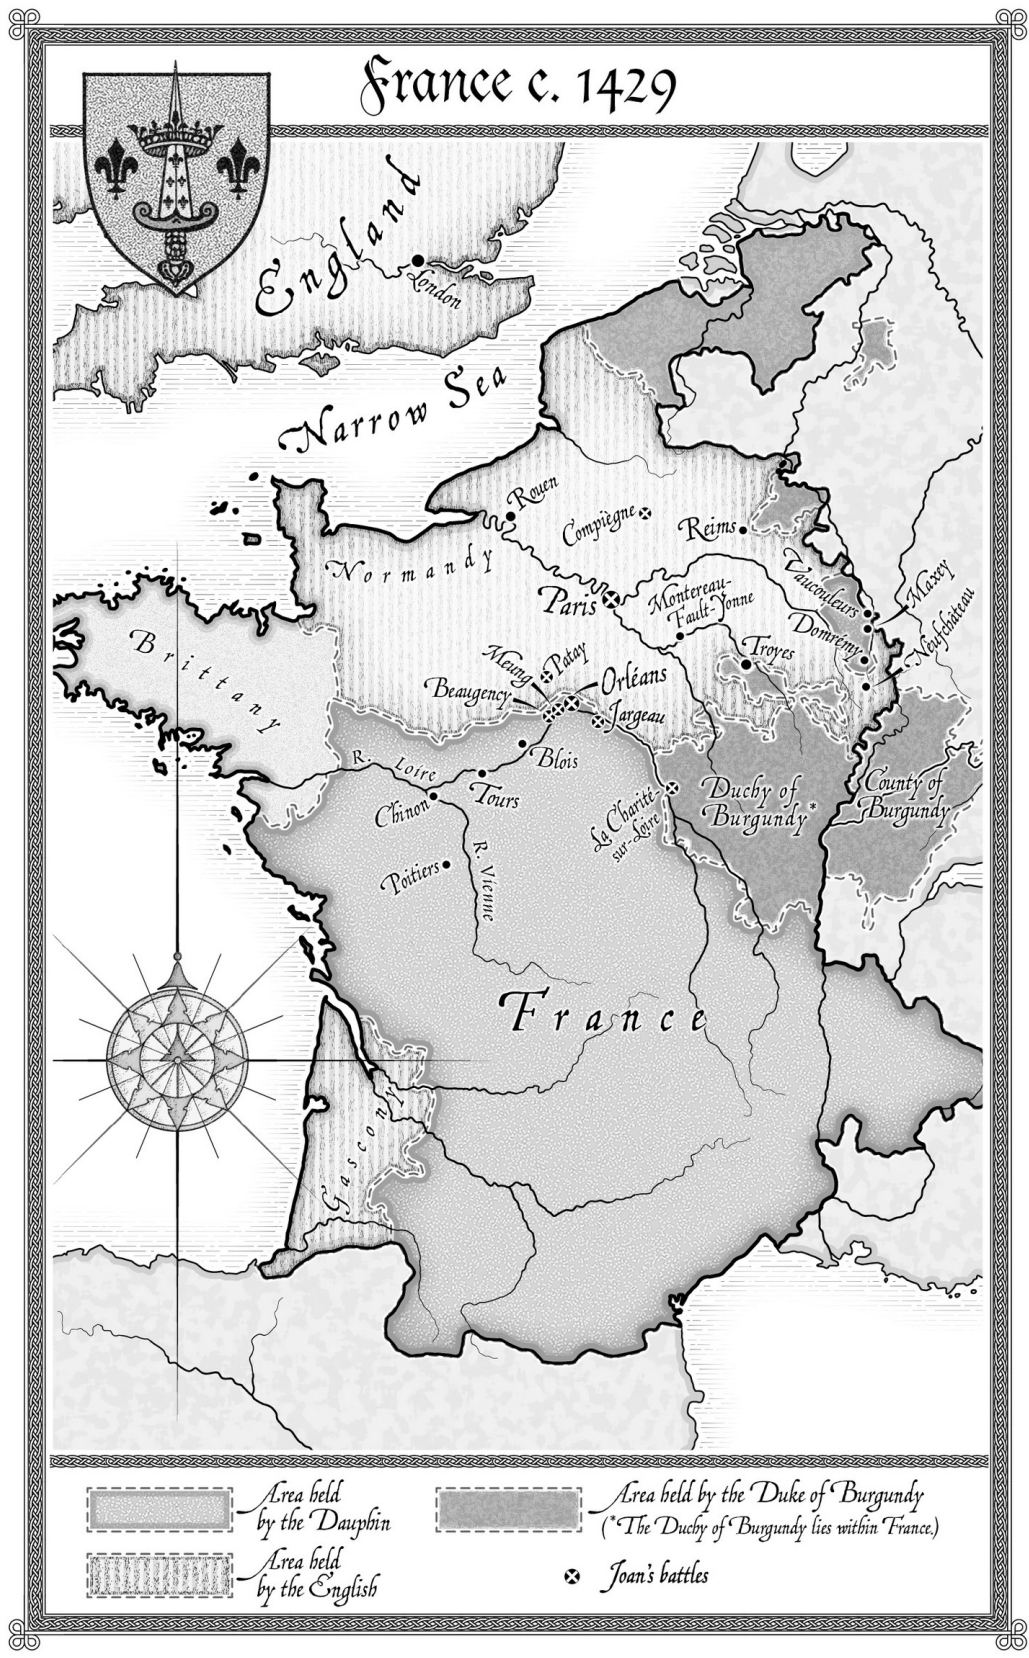 France c. 1429
England
London
Narrow Sea
Rouen
Compiègne
Reims
Normandy
Vaucouleurs
Maxey
Paris
Montereau-
Fault-Yonne
Domrémy
Neufchâteau
Brittany
Troyes
Meung
Patay
Orléans
Beaugency
Jargeau
Blois
R. Loire
Tours
Chinon
La Charité-
sur-Loire
Duchy of
Burgundy*
County of
Burgundy
Poitiers
R. Vienne
France
Gascony
Area held
by the Dauphin
Area held by the Duke of Burgundy
(*The Duchy of Burgundy lies within France.)
Area held
by the English
Joan's battles